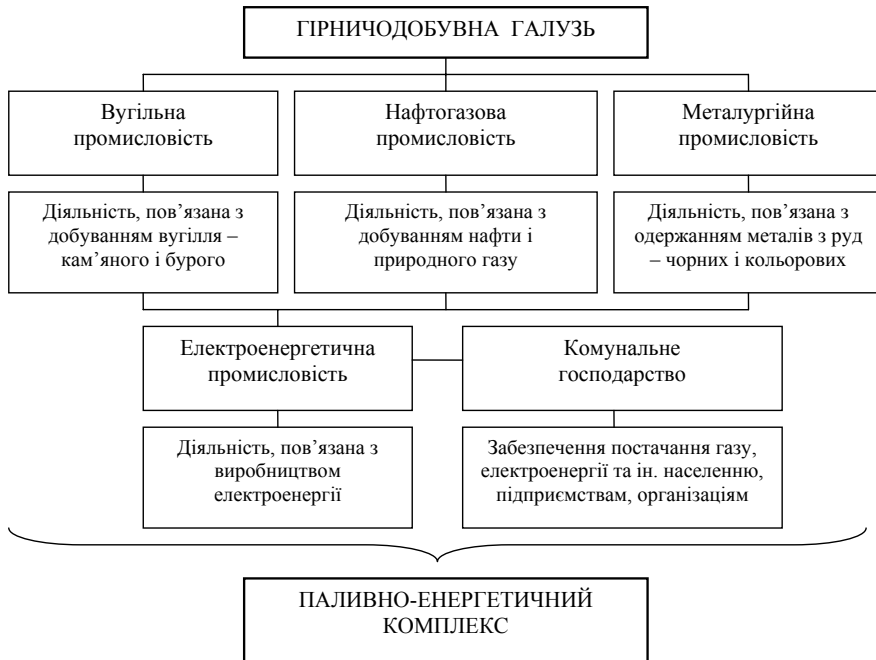 ГІРНИЧОДОБУВНА ГАЛУЗЬ
Вугільна
промисловість
Нафтогазова
промисловість
Металургійна
промисловість
Діяльність, пов’язана з
добуванням вугілля –
кам’яного і бурого
Діяльність, пов’язана з
добуванням нафти і
природного газу
Діяльність, пов’язана з
одержанням металів з руд
– чорних і кольорових
Електроенергетична
промисловість
Комунальне
господарство
Діяльність, пов’язана з
виробництвом
електроенергії
Забезпечення постачання газу,
електроенергії та ін. населенню,
підприємствам, організаціям
ПАЛИВНО-ЕНЕРГЕТИЧНИЙ
КОМПЛЕКС